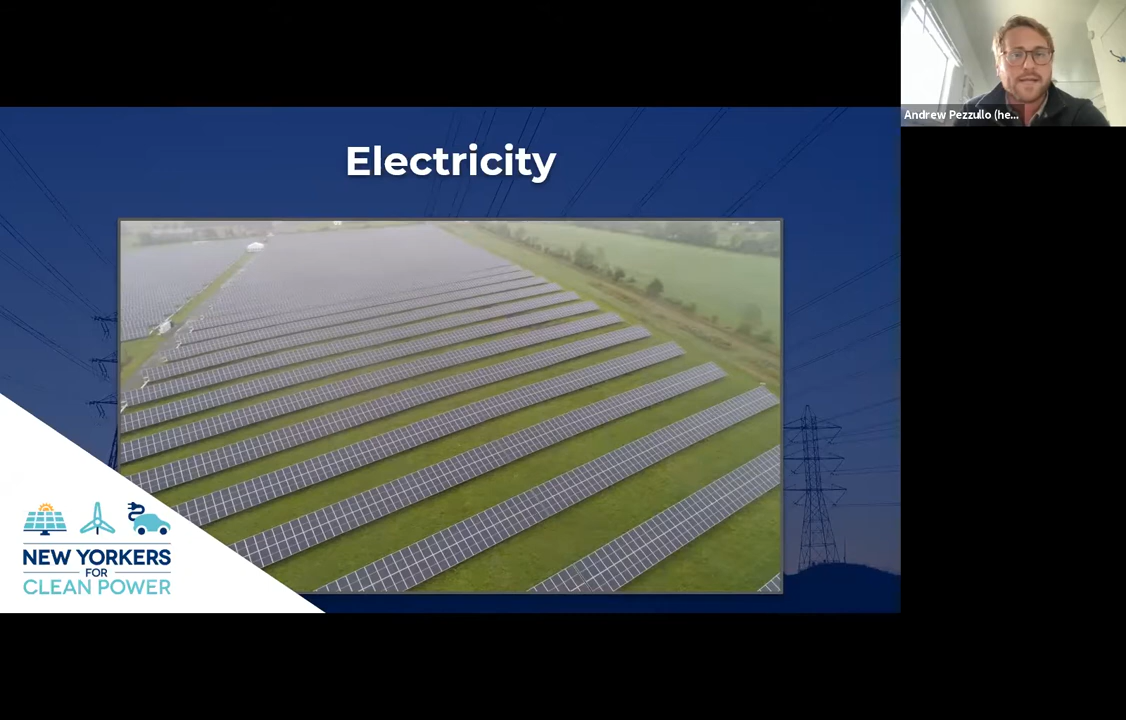 Electricity
Andrew Pezzullo (he...
NEW YORKERS
FOR
CLEAN POWER